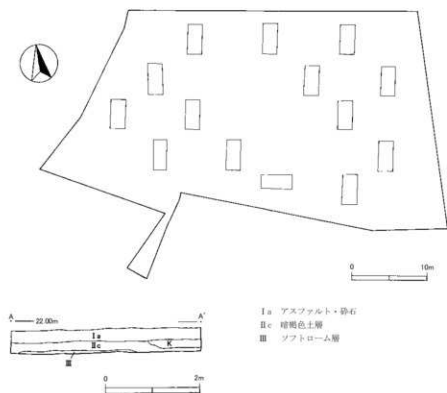 0 10m
Ⅰa アスファルト・砕石
Ⅱc 暗褐色土層
Ⅲ ソフトローム層
A 22.00m A'
Ⅰa
Ⅱc K
Ⅲ
0 2m